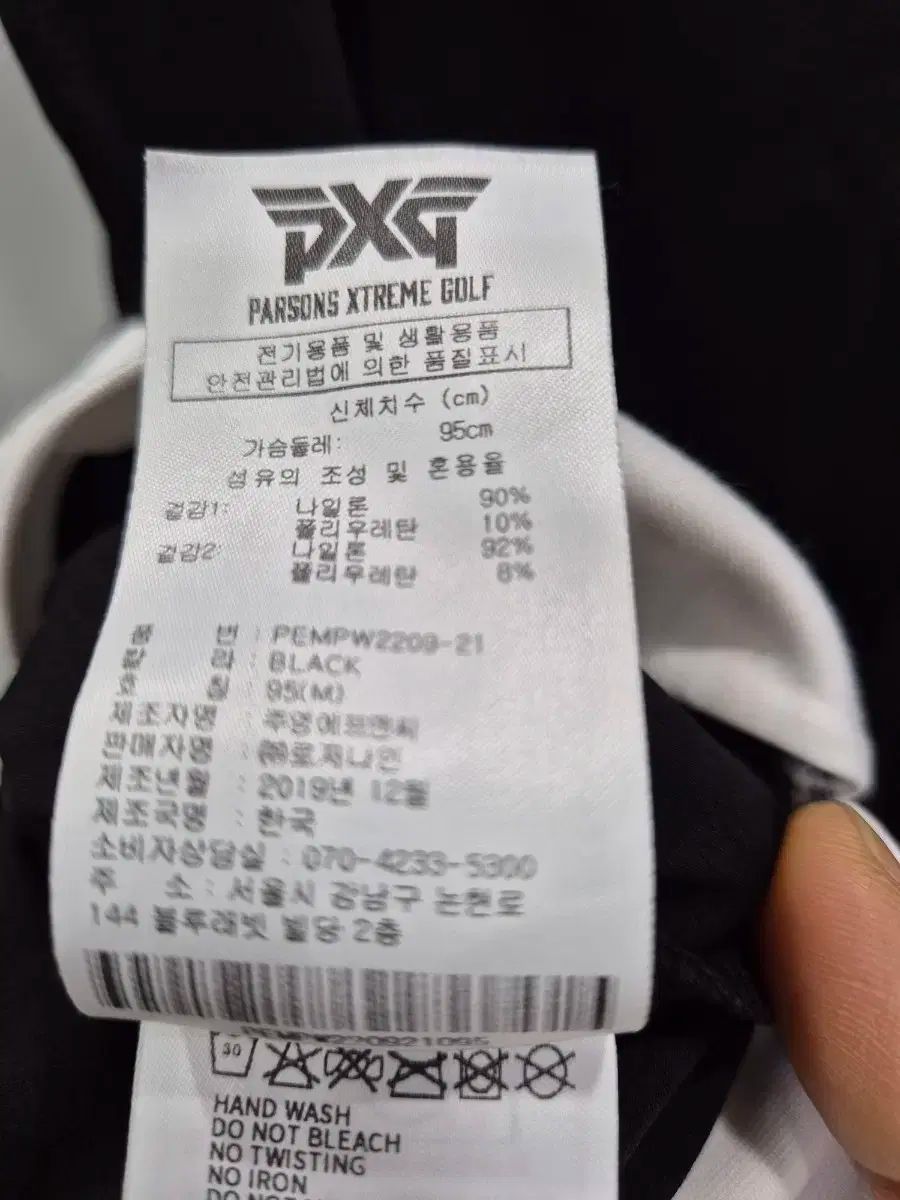 PXG
PARSONS XTREME GOLF
전기용품 및 생활용품
안전관리법에 의한 품질표시
신체치수 (cm)
가슴둘레: 95cm
섬유의 조성 및 혼용율
겉감1: 나일론 90%
폴리우레탄 10%
겉감2: 나일론 92%
폴리우레탄 8%
품 번 : PEMPW2209-21
칼 라 : BLACK
호 칭 : 95(M)
제조자명 : 주영에프앤씨
판매자명 : ㈜로저나인
제조년월 : 2019년 12월
제조국명 : 한국
소비자상담실 : 070-4233-5300
주 소 : 서울시 강남구 논현로
144 블루래빗 빌딩 2층
30
HAND WASH
DO NOT BLEACH
NO TWISTING
NO IRON